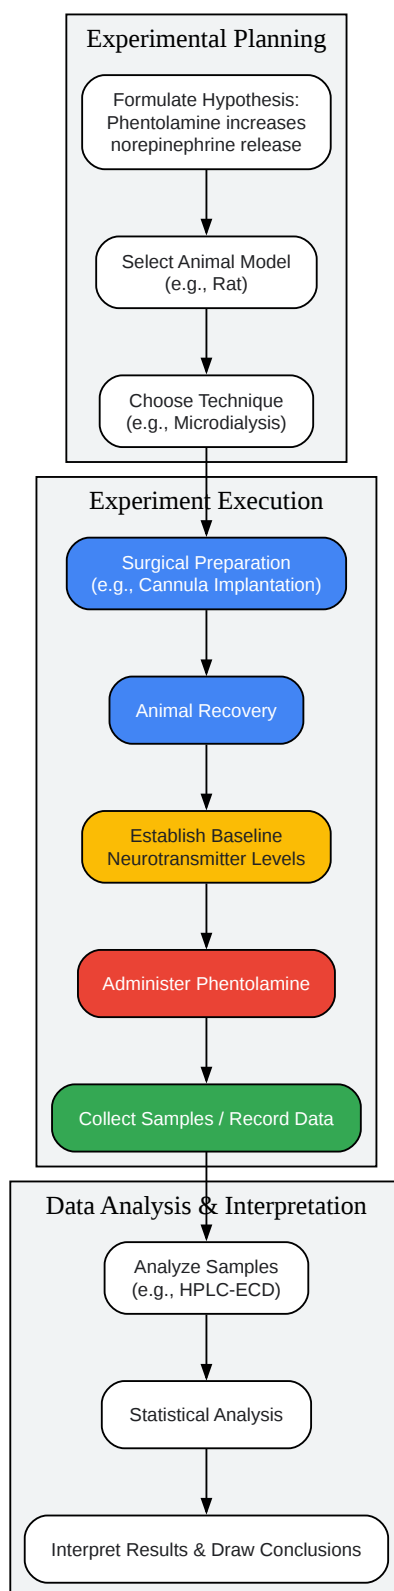 Experimental Planning
Formulate Hypothesis:
Phentolamine increases
norepinephrine release
Select Animal Model
(e.g., Rat)
Choose Technique
(e.g., Microdialysis)
Experiment Execution
Surgical Preparation
(e.g., Cannula Implantation)
Animal Recovery
Establish Baseline
Neurotransmitter Levels
Administer Phentolamine
Collect Samples / Record Data
Data Analysis & Interpretation
Analyze Samples
(e.g., HPLC-ECD)
Statistical Analysis
Interpret Results & Draw Conclusions